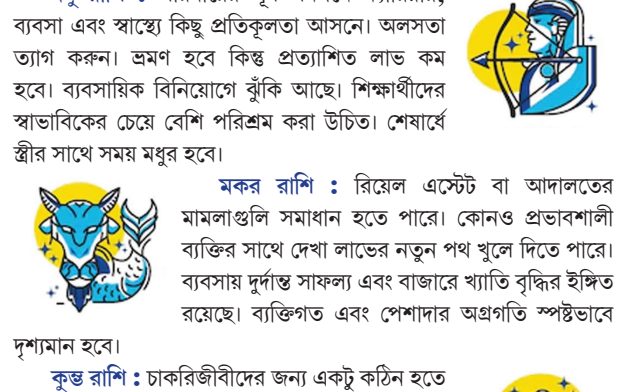 ব্যবসা এবং স্বাস্থ্যে কিছু প্রতিকূলতা আসনে। অলসতা
ত্যাগ করুন। ভ্রমণ হবে কিন্তু প্রত্যাশিত লাভ কম
হবে। ব্যবসায়িক বিনিয়োগে ঝুঁকি আছে। শিক্ষার্থীদের
স্বাভাবিকের চেয়ে বেশি পরিশ্রম করা উচিত। শেষার্ধে
স্ত্রীর সাথে সময় মধুর হবে।
মকর রাশি : রিয়েল এস্টেট বা আদালতের
মামলাগুলি সমাধান হতে পারে। কোনও প্রভাবশালী
ব্যক্তির সাথে দেখা লাভের নতুন পথ খুলে দিতে পারে।
ব্যবসায় দুর্দান্ত সাফল্য এবং বাজারে খ্যাতি বৃদ্ধির ইঙ্গিত
রয়েছে। ব্যক্তিগত এবং পেশাদার অগ্রগতি স্পষ্টভাবে
দৃশ্যমান হবে।
কুম্ভ রাশি : চাকরিজীবীদের জন্য একটু কঠিন হতে